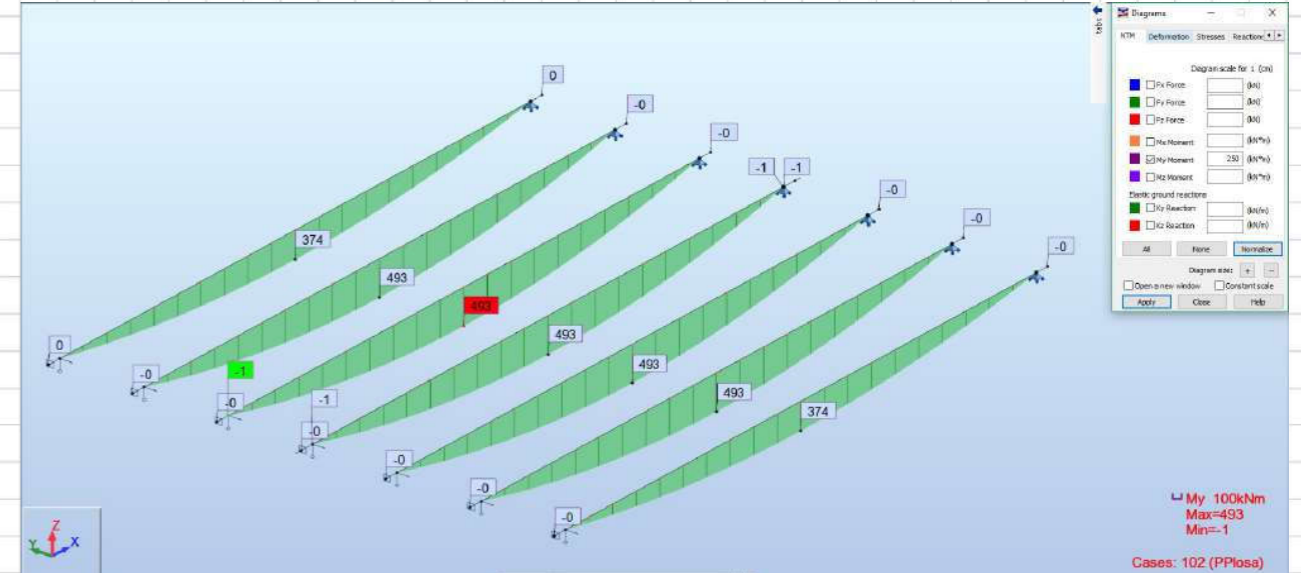 tabs
Diagrams
NTM Deformation Stresses Reactions
Diagram scale for 1 (cm)
Fx Force (kN)
Fy Force (kN)
Fz Force (kN)
Mx Moment (kN*m)
My Moment 250 (kN*m)
Mz Moment (kN*m)
Elastic ground reactions
Ky Reaction (kN/m)
Kz Reaction (kN/m)
All None Normalize
Diagram size: + -
Open a new window Constant scale
Apply Close Help
0
-0
-0
-1 -1
-0
-0
-0
374
493
493
493
493
493
374
0
-0
-1
-0
-1
-0
-0
-0
-0
Z
Y X
My 100kNm
Max=493
Min=-1
Cases: 102 (PPlosa)